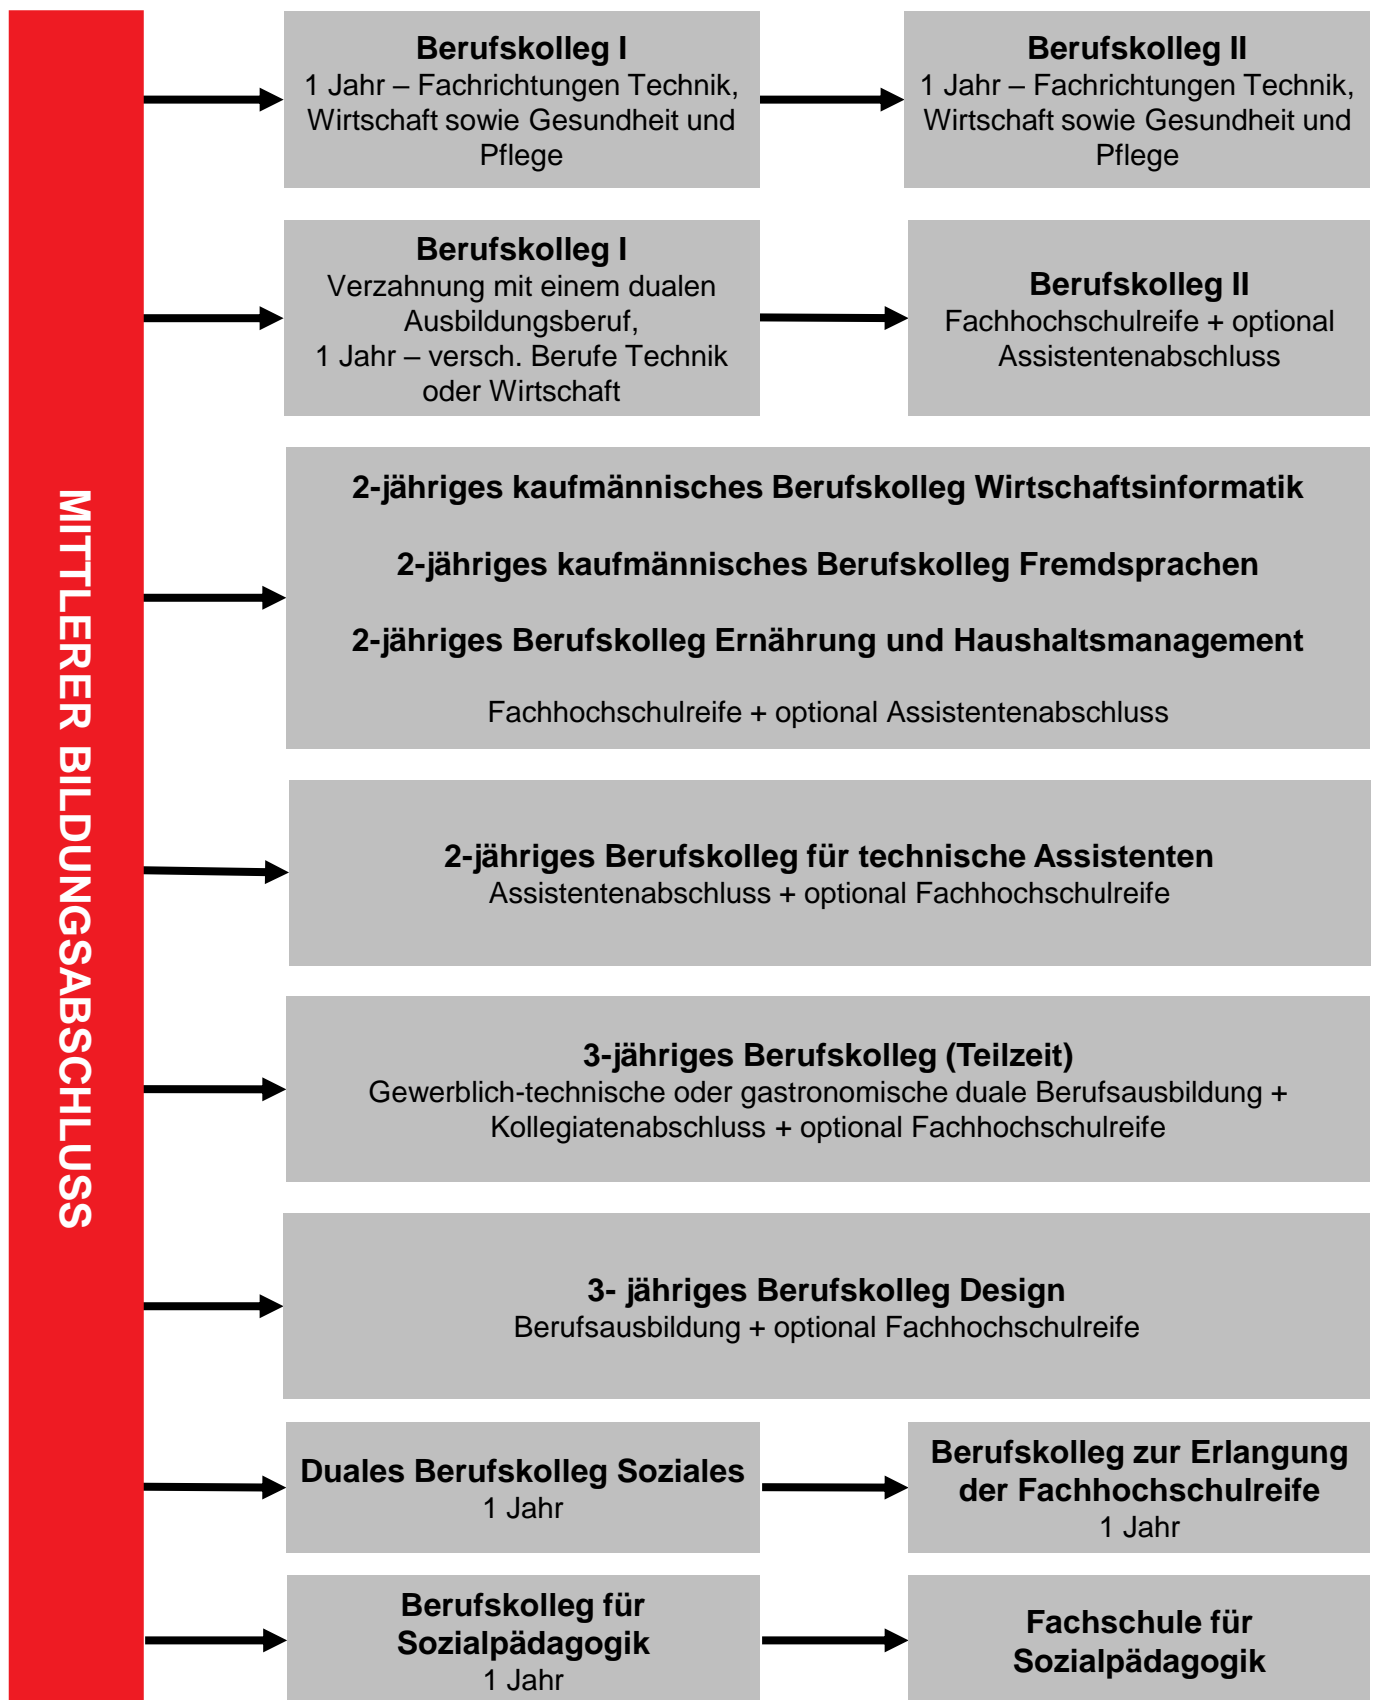 MITTLERER BILDUNGSABSCHLUSS
Berufskolleg I
1 Jahr – Fachrichtungen Technik,
Wirtschaft sowie Gesundheit und
Pflege
Berufskolleg II
1 Jahr – Fachrichtungen Technik,
Wirtschaft sowie Gesundheit und
Pflege
Berufskolleg I
Verzahnung mit einem dualen
Ausbildungsberuf,
1 Jahr – versch. Berufe Technik
oder Wirtschaft
Berufskolleg II
Fachhochschulreife + optional
Assistentenabschluss
2-jähriges kaufmännisches Berufskolleg Wirtschaftsinformatik
2-jähriges kaufmännisches Berufskolleg Fremdsprachen
2-jähriges Berufskolleg Ernährung und Haushaltsmanagement
Fachhochschulreife + optional Assistentenabschluss
2-jähriges Berufskolleg für technische Assistenten
Assistentenabschluss + optional Fachhochschulreife
3-jähriges Berufskolleg (Teilzeit)
Gewerblich-technische oder gastronomische duale Berufsausbildung +
Kollegiatenabschluss + optional Fachhochschulreife
3- jähriges Berufskolleg Design
Berufsausbildung + optional Fachhochschulreife
Duales Berufskolleg Soziales
1 Jahr
Berufskolleg zur Erlangung
der Fachhochschulreife
1 Jahr
Berufskolleg für
Sozialpädagogik
1 Jahr
Fachschule für
Sozialpädagogik